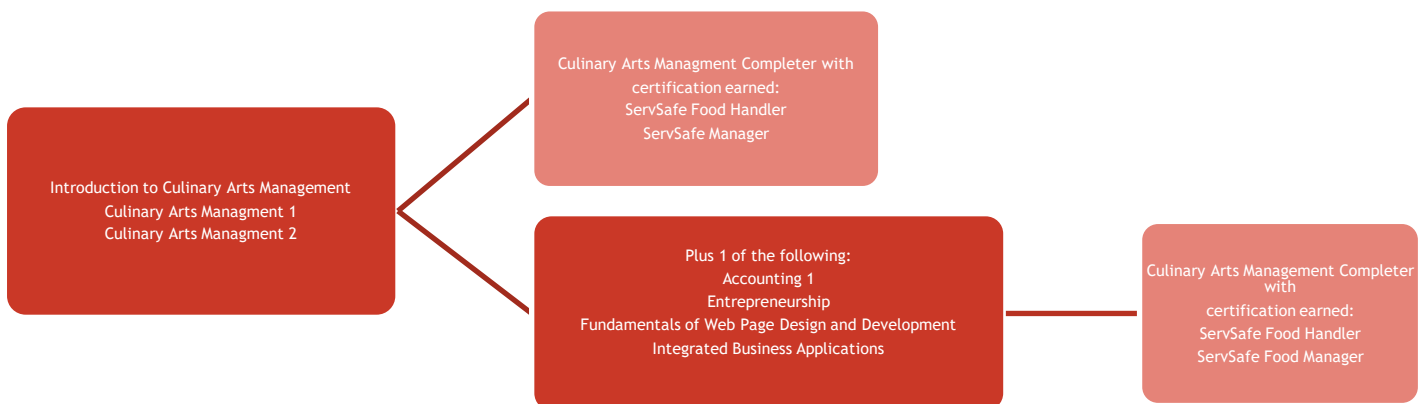 Introduction to Culinary Arts Management
Culinary Arts Managment 1
Culinary Arts Managment 2
Culinary Arts Managment Completer with
certification earned:
ServSafe Food Handler
ServSafe Manager
Plus 1 of the following:
Accounting 1
Entrepreneurship
Fundamentals of Web Page Design and Development
Integrated Business Applications
Culinary Arts Management Completer
with
certification earned:
ServSafe Food Handler
ServSafe Food Manager